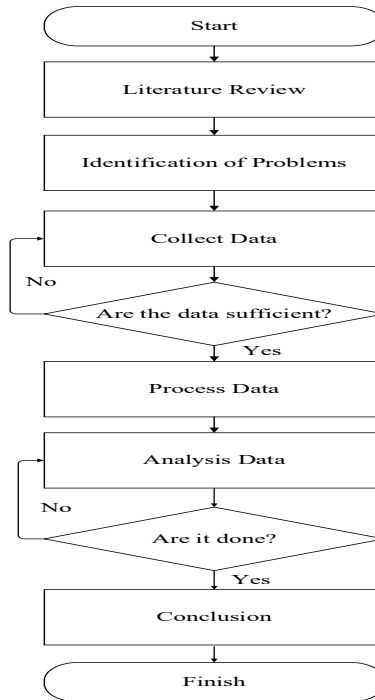 Start
Literature Review
Identification of Problems
Collect Data
No
Are the data sufficient?
Yes
Process Data
Analysis Data
No
Are it done?
Yes
Conclusion
Finish